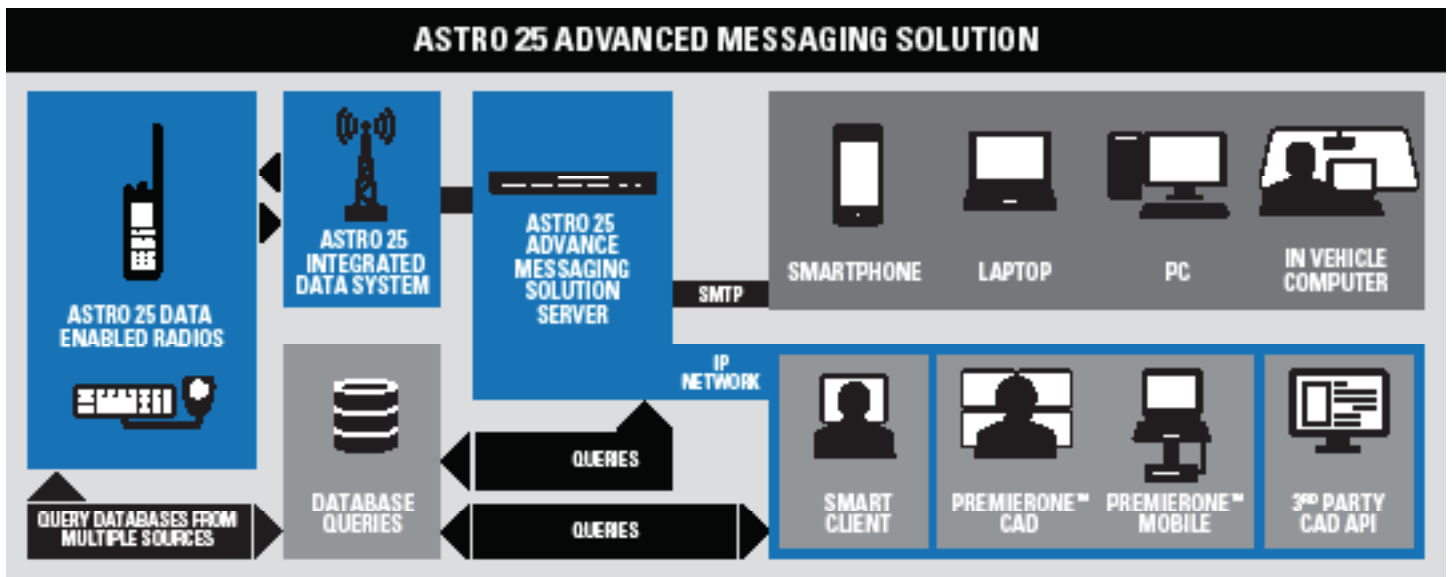 ASTRO 25 ADVANCED MESSAGING SOLUTION
ASTRO 25 DATA
ENABLED RADIOS
ASTRO 25
INTEGRATED
DATA SYSTEM
ASTRO 25
ADVANCE
MESSAGING
SOLUTION
SERVER
SMTP
SMARTPHONE
LAPTOP
PC
IN VEHICLE
COMPUTER
IP
NETWORK
QUERY DATABASES FROM
MULTIPLE SOURCES
DATABASE
QUERIES
QUERIES
QUERIES
SMART
CLIENT
PREMIERONE™
CAD
PREMIERONE™
MOBILE
3RD PARTY
CAD API